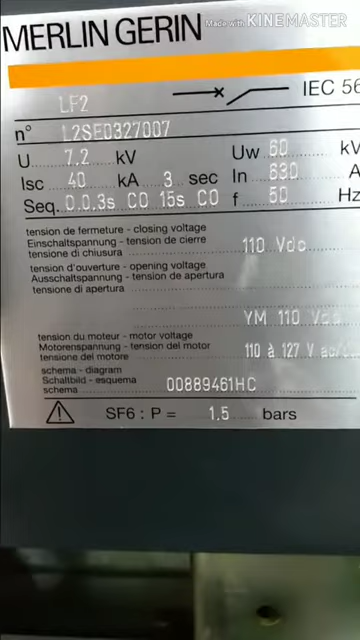 Made with KINEMASTER
MERLIN GERIN
LF2 IEC 56
n° L2SE0327007
U 7,2 kV Uw 60 kV
Isc 40 kA 3 sec In 630 A
Seq. O 0.3s CO 15s CO f 50 Hz
tension de fermeture - closing voltage
Einschaltspannung - tension de cierre
tensione di chiusura
110 Vdc
tension d'ouverture - opening voltage
Ausschaltspannung - tension de apertura
tensione di apertura
YM 110 Vdc
tension du moteur - motor voltage
Motorenspannung - tension del motor
tensione del motore
110 à 127 V ac/
schema - diagram
Schaltbild - esquema
schema
00889461HC
SF6 : P = 1,5 bars